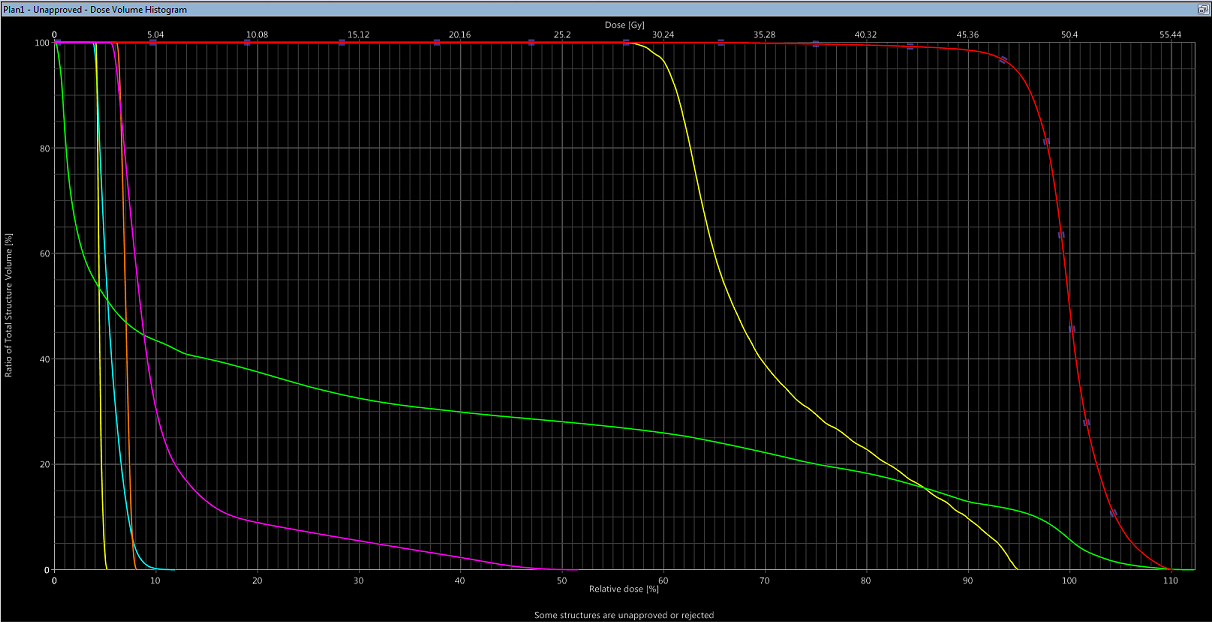 Plan1 - Unapproved - Dose Volume Histogram
Dose [Gy]
0 5.04 10.08 15.12 20.16 25.2 30.24 35.28 40.32 45.36 50.4 55.44
100
80
60
40
20
0
Ratio of Total Structure Volume [%]
0 10 20 30 40 50 60 70 80 90 100 110
Relative dose [%]
Some structures are unapproved or rejected